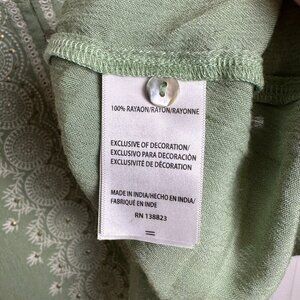 100% RAYAON/RAYON/RAYONNE
EXCLUSIVE OF DECORATION/
EXCLUSIVO PARA DECORACIÓN
EXCLUSIVITÉ DE DÉCORATION
MADE IN INDIA/HECHO EN INDIA/
FABRIQUÉ EN INDE
RN 138823